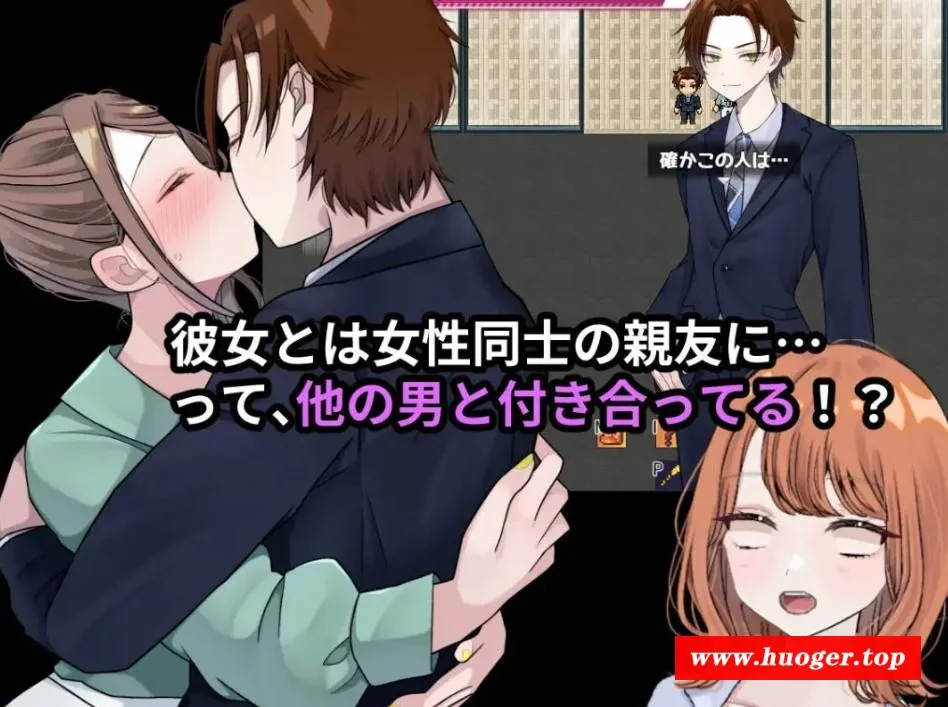 確かこの人は…
彼女とは女性同士の親友に…
って、他の男と付き合ってる！？
P
www.huoger.top